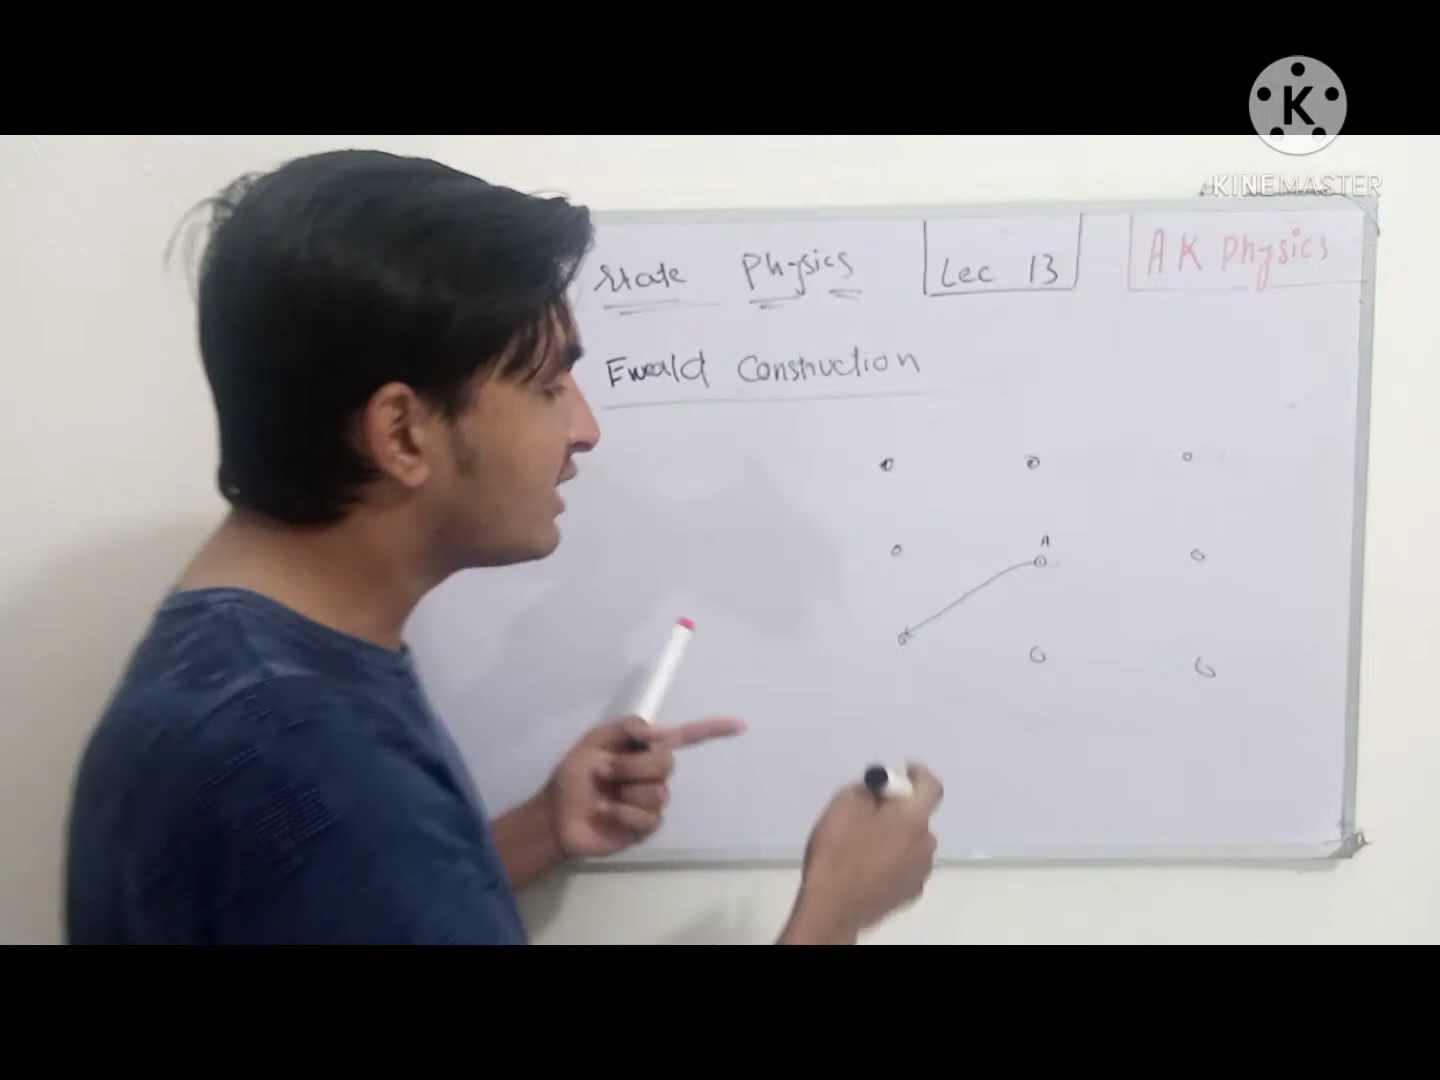 K
KINEMASTER
State Physics Lec 13 A K Physics
Ewald Construction
A